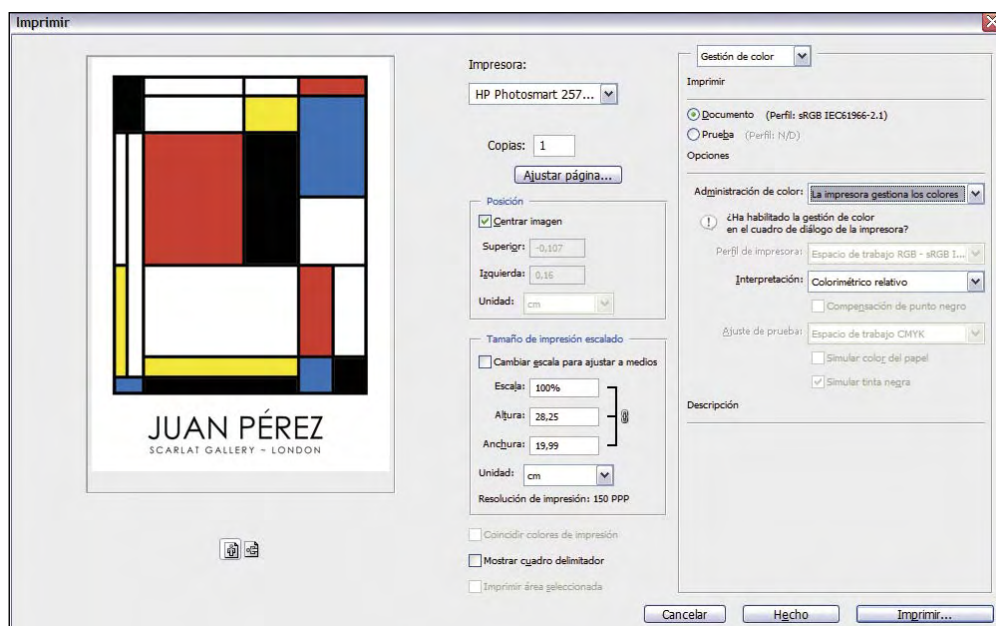 Imprimir
JUAN PÉREZ
SCARLAT GALLERY – LONDON
Impresora:
HP Photosmart 257...
Copias: 1
Ajustar página...
Posición
Centrar imagen
Superior: -0,107
Izquierda: 0,16
Unidad: cm
Tamaño de impresión escalado
Cambiar escala para ajustar a medios
Escala: 100%
Altura: 28,25
Anchura: 19,99
Unidad: cm
Resolución de impresión: 150 PPP
Coincidir colores de impresión
Mostrar cuadro delimitador
Imprimir área seleccionada
Gestión de color
Imprimir
Documento (Perfil: sRGB IEC61966-2.1)
Prueba (Perfil: N/D)
Opciones
Administración de color: La impresora gestiona los colores
¿Ha habilitado la gestión de color
en el cuadro de diálogo de la impresora?
Perfil de impresora: Espacio de trabajo RGB - sRGB I...
Interpretación: Colorimétrico relativo
Compensación de punto negro
Ajuste de prueba: Espacio de trabajo CMYK
Simular color del papel
Simular tinta negra
Descripción
Cancelar
Hecho
Imprimir...